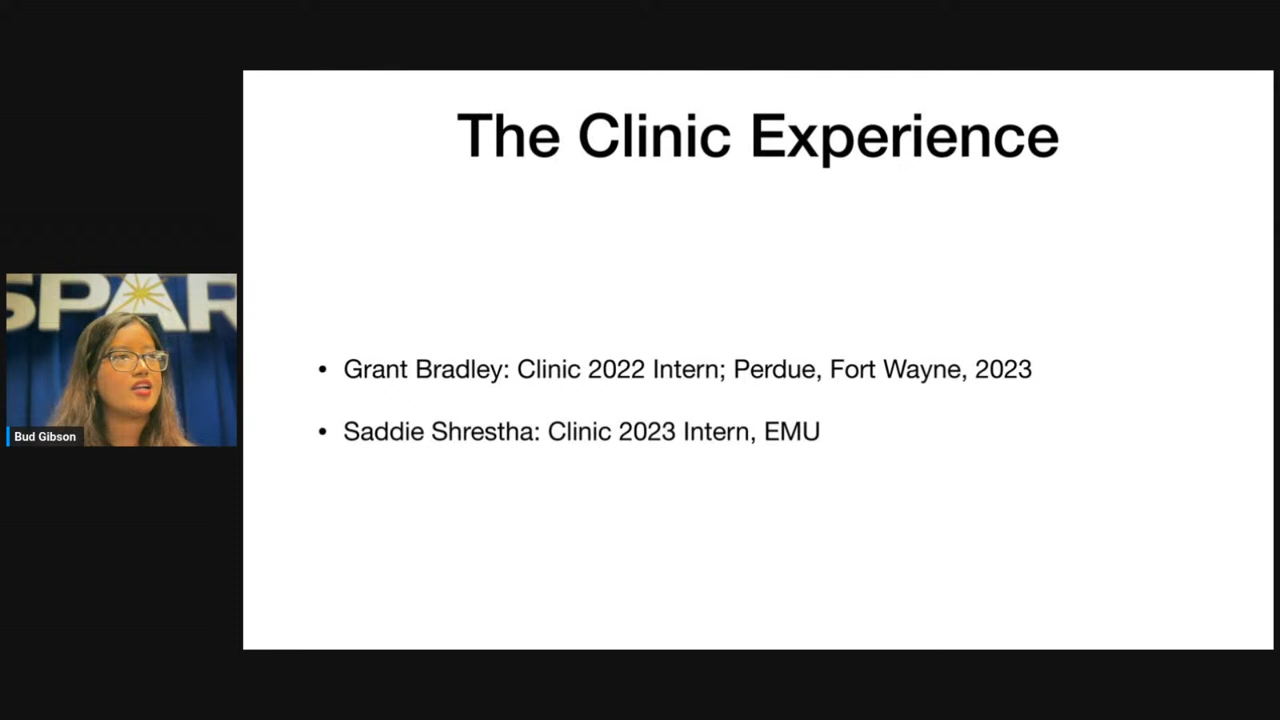 The Clinic Experience
SPAR
• Grant Bradley: Clinic 2022 Intern; Perdue, Fort Wayne, 2023
• Saddie Shrestha: Clinic 2023 Intern, EMU
Bud Gibson